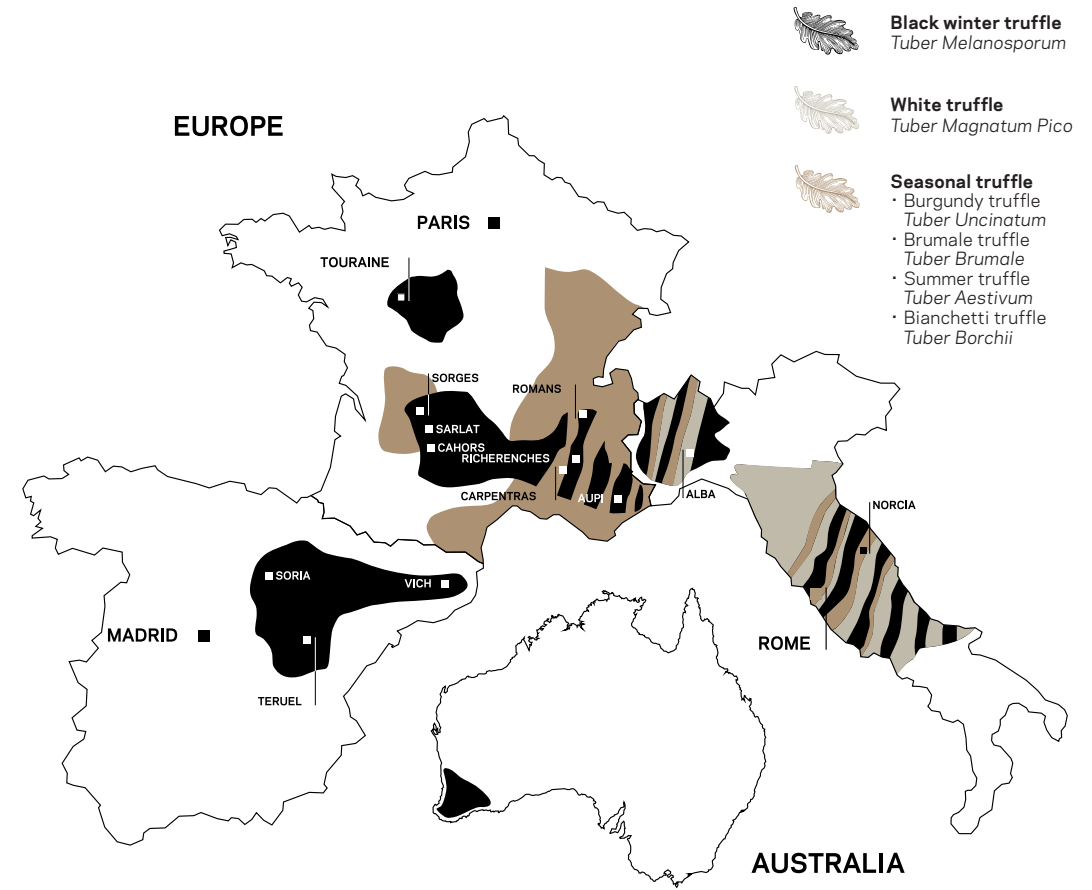 Black winter truffle
Tuber Melanosporum
White truffle
Tuber Magnatum Pico
Seasonal truffle
· Burgundy truffle
Tuber Uncinatum
· Brumale truffle
Tuber Brumale
· Summer truffle
Tuber Aestivum
· Bianchetti truffle
Tuber Borchii
EUROPE
PARIS
TOURAINE
SORGES
ROMANS
SARLAT
CAHORS
RICHERENCHES
CARPENTRAS
AUPI
ALBA
NORCIA
SORIA
VICH
MADRID
ROME
TERUEL
AUSTRALIA